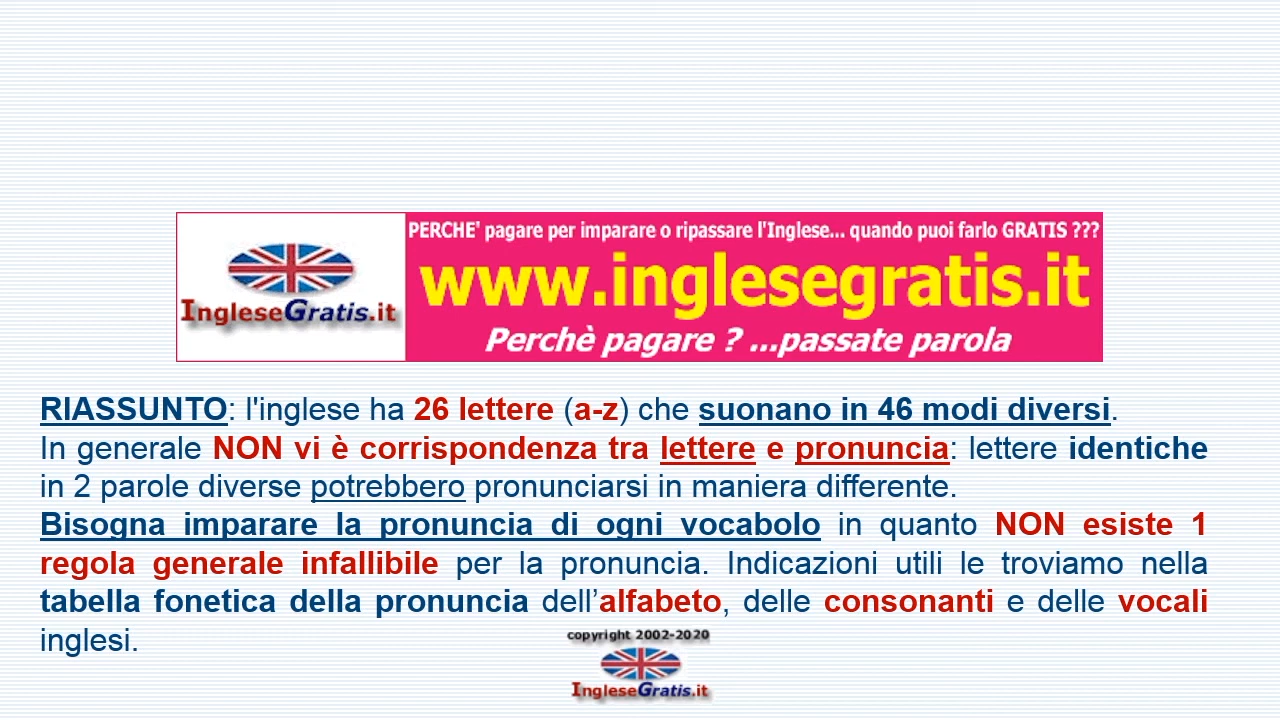 PERCHE' pagare per imparare o ripassare l'Inglese... quando puoi farlo GRATIS ???
www.inglesegratis.it
IngleseGratis.it
Perchè pagare ? ...passate parola
RIASSUNTO: l'inglese ha 26 lettere (a-z) che suonano in 46 modi diversi.
In generale NON vi è corrispondenza tra lettere e pronuncia: lettere identiche
in 2 parole diverse potrebbero pronunciarsi in maniera differente.
Bisogna imparare la pronuncia di ogni vocabolo in quanto NON esiste 1
regola generale infallibile per la pronuncia. Indicazioni utili le troviamo nella
tabella fonetica della pronuncia dell’alfabeto, delle consonanti e delle vocali
inglesi.
copyright 2002-2020
IngleseGratis.it